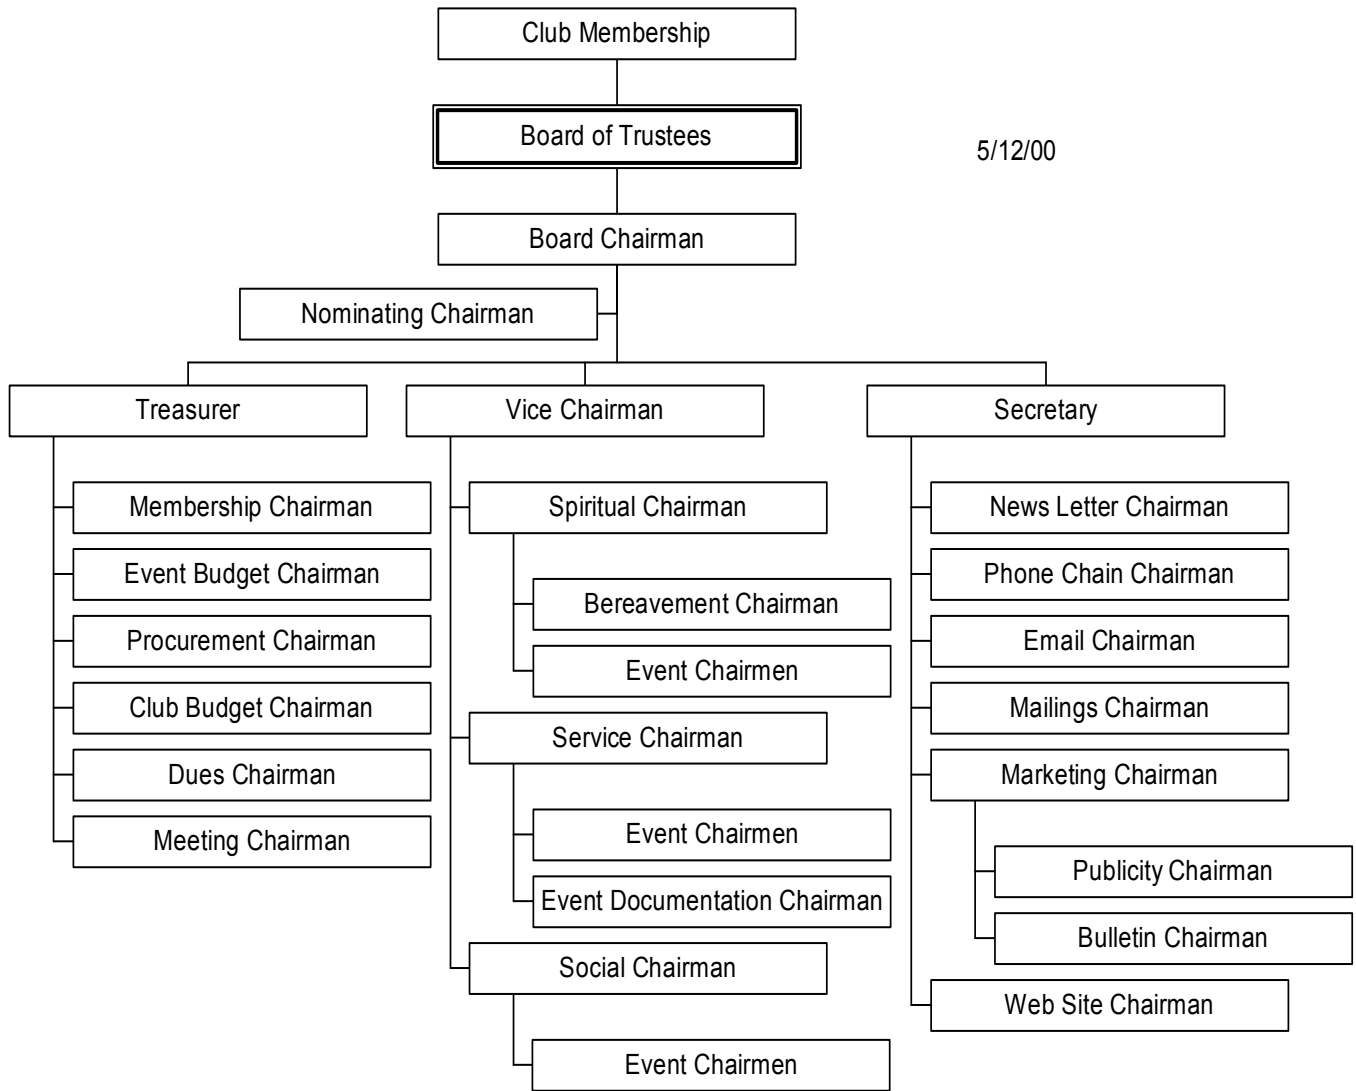 Club Membership
Board of Trustees
5/12/00
Board Chairman
Nominating Chairman
Treasurer
Membership Chairman
Event Budget Chairman
Procurement Chairman
Club Budget Chairman
Dues Chairman
Meeting Chairman
Vice Chairman
Spiritual Chairman
Bereavement Chairman
Event Chairmen
Service Chairman
Event Chairmen
Event Documentation Chairman
Social Chairman
Event Chairmen
Secretary
News Letter Chairman
Phone Chain Chairman
Email Chairman
Mailings Chairman
Marketing Chairman
Publicity Chairman
Bulletin Chairman
Web Site Chairman